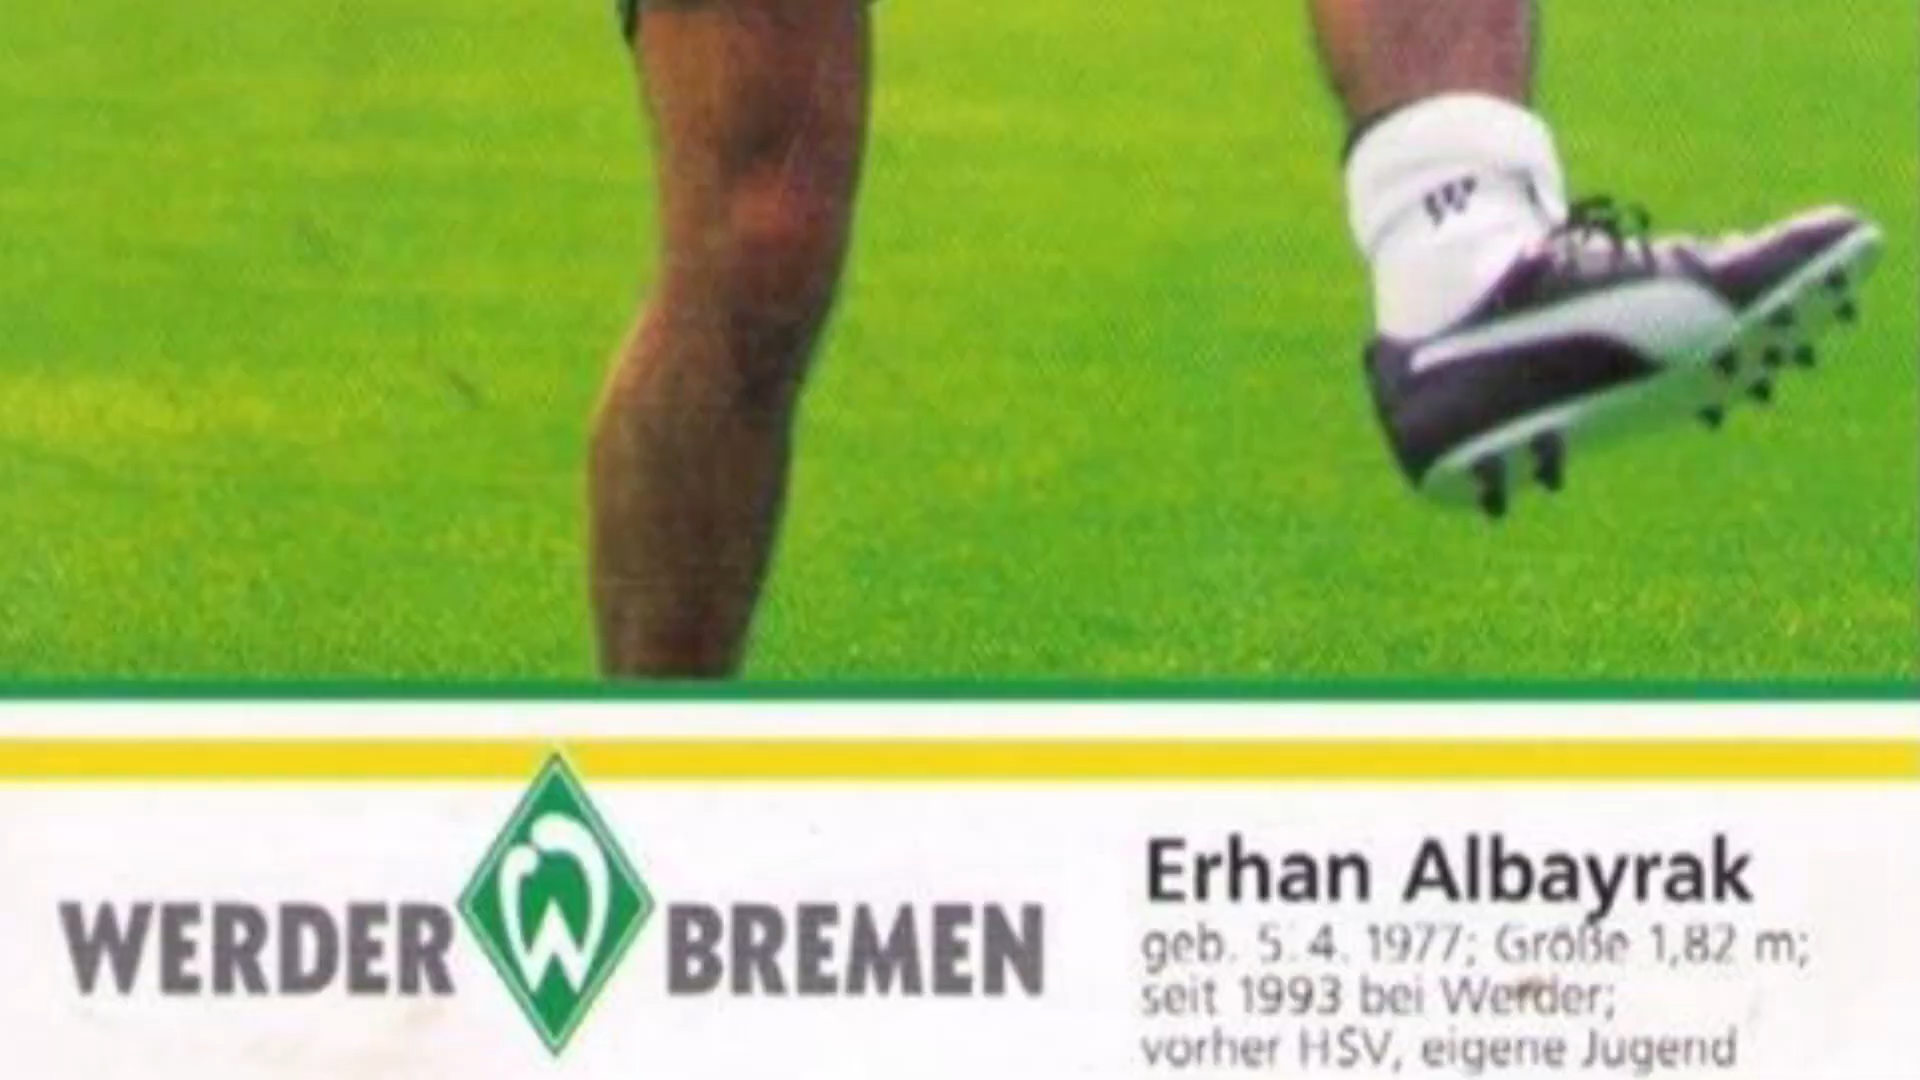 WERDER W BREMEN
Erhan Albayrak
geb. 5.4. 1977; Größe 1,82 m;
seit 1993 bei Werder;
vorher HSV, eigene Jugend